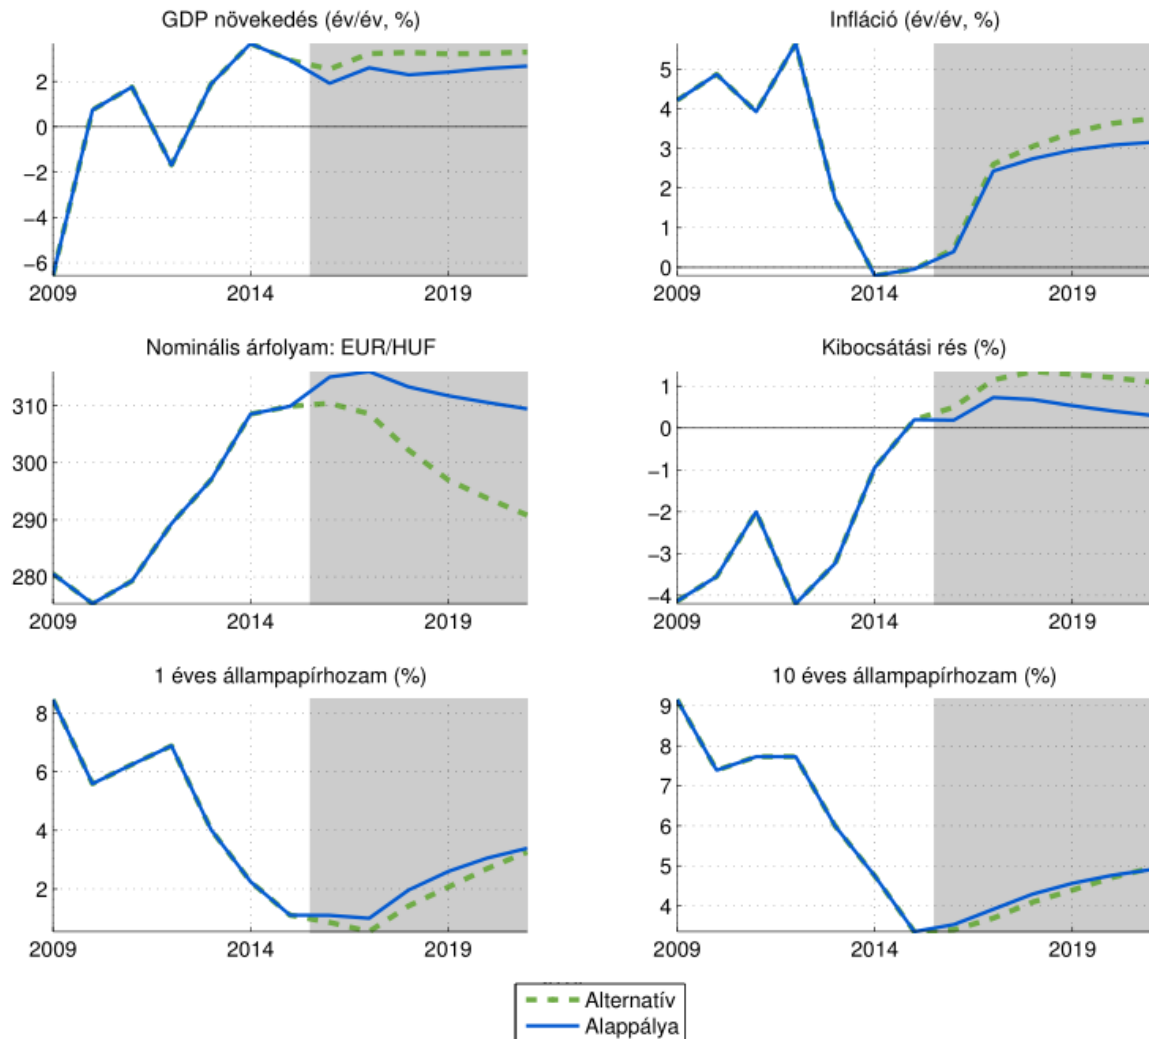 GDP növekedés (év/év, %)
2
0
−2
−4
−6
2009 2014 2019
Infláció (év/év, %)
5
4
3
2
1
0
2009 2014 2019
Nominális árfolyam: EUR/HUF
310
300
290
280
2009 2014 2019
Kibocsátási rés (%)
1
0
−1
−2
−3
−4
2009 2014 2019
1 éves állampapírhozam (%)
8
6
4
2
2009 2014 2019
10 éves állampapírhozam (%)
9
8
7
6
5
4
2009 2014 2019
Alternatív
Alappálya